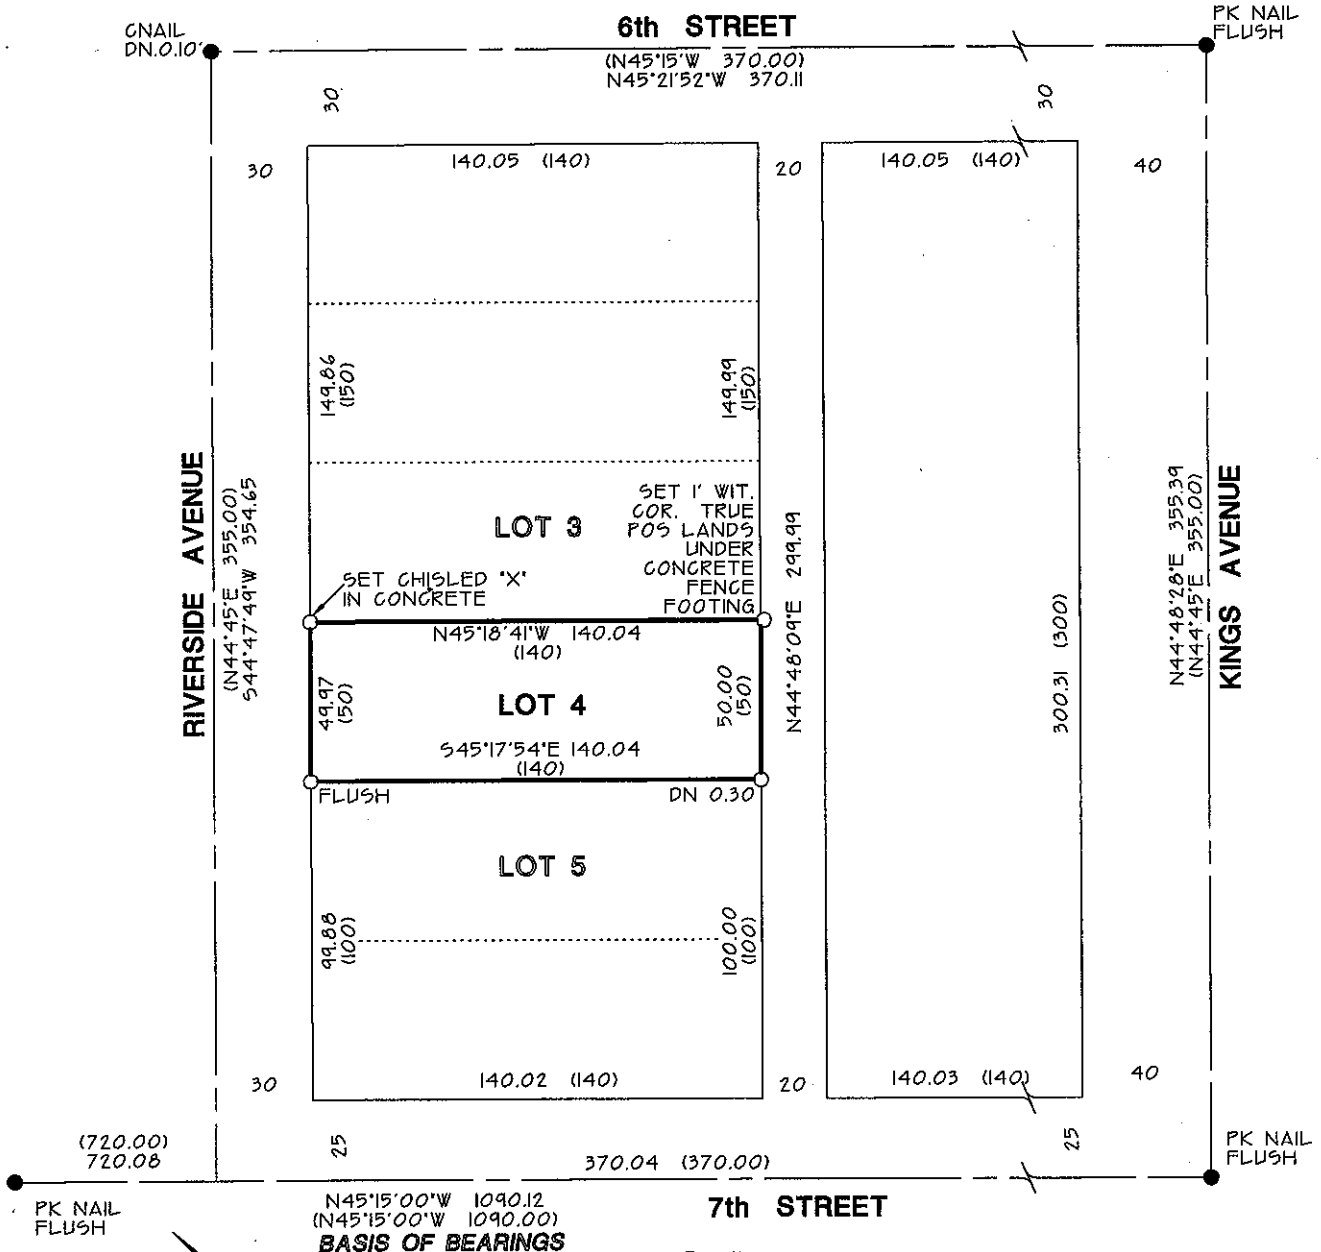 CNAIL
DN.0.10'
6th STREET
PK NAIL
FLUSH
(N45°15'W 370.00)
N45°21'52"W 370.11
30
30
30
140.05 (140)
20
140.05 (140)
40
149.86
(150)
149.99
(150)
RIVERSIDE AVENUE
(N44°45'E 355.00)
S44°47'49"W 354.65
LOT 3
SET 1' WIT.
COR. TRUE
POS LANDS
UNDER
CONCRETE
FENCE
FOOTING
SET CHISLED "X"
IN CONCRETE
N44°48'09"E 299.99
300.31 (300)
N44°48'28"E 355.39
(N44°45'E 355.00)
KINGS AVENUE
N45°18'41"W 140.04
(140)
49.97
(50)
LOT 4
50.00
(50)
S45°17'54"E 140.04
(140)
FLUSH
DN 0.30
LOT 5
99.88
(100)
100.00
(100)
30
140.02 (140)
20
140.03 (140)
40
(720.00)
720.08
25
370.04 (370.00)
25
PK NAIL
FLUSH
PK NAIL
FLUSH
N45°15'00"W 1090.12
(N45°15'00"W 1090.00)
BASIS OF BEARINGS
7th STREET